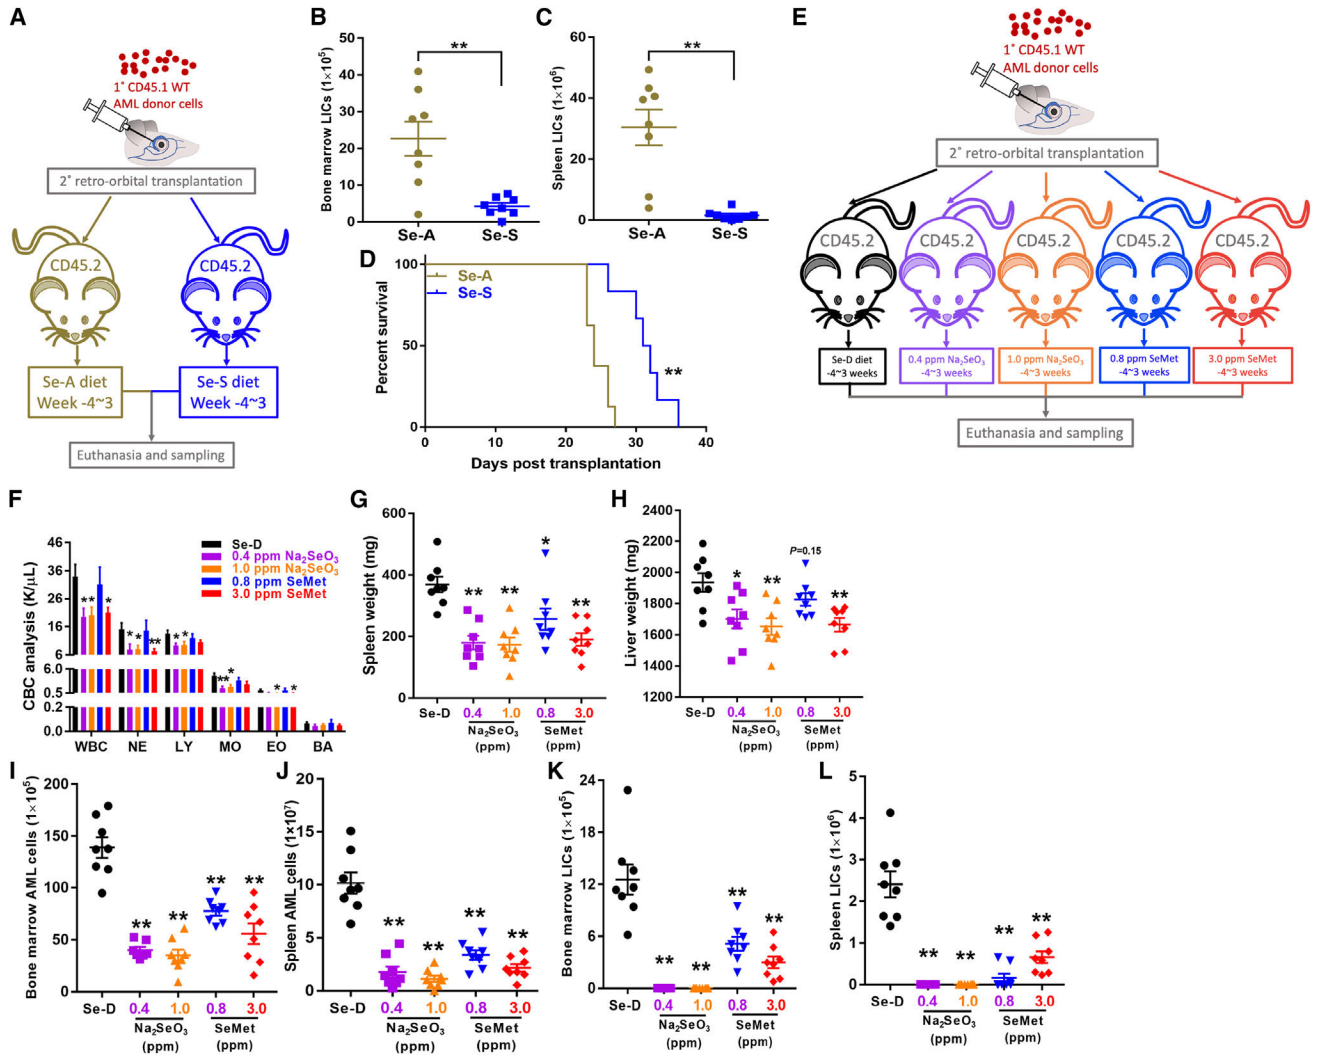 A
1° CD45.1 WT
AML donor cells
2° retro-orbital transplantation
CD45.2
CD45.2
Se-A diet
Week -4~3
Se-S diet
Week -4~3
Euthanasia and sampling
B
Bone marrow LICs (1×10⁵)
50
40
30
20
10
0
**
Se-A
Se-S
C
Spleen LICs (1×10⁶)
60
40
20
0
**
Se-A
Se-S
D
Percent survival
100
50
0
Se-A
Se-S
**
0
10
20
30
40
Days post transplantation
E
1° CD45.1 WT
AML donor cells
2° retro-orbital transplantation
CD45.2
CD45.2
CD45.2
CD45.2
CD45.2
Se-D diet
-4~3 weeks
0.4 ppm Na₂SeO₃
-4~3 weeks
1.0 ppm Na₂SeO₃
-4~3 weeks
0.8 ppm SeMet
-4~3 weeks
3.0 ppm SeMet
-4~3 weeks
Euthanasia and sampling
F
CBC analysis (K/μL)
46
26
6
6.0
0.5
0.2
0.0
Se-D
0.4 ppm Na₂SeO₃
1.0 ppm Na₂SeO₃
0.8 ppm SeMet
3.0 ppm SeMet
** *
* * **
* *
** *
* *
WBC
NE
LY
MO
EO
BA
G
Spleen weight (mg)
600
400
200
0
**
**
*
**
Se-D
0.4
1.0
0.8
3.0
Na₂SeO₃
(ppm)
SeMet
(ppm)
H
Liver weight (mg)
2400
2200
2000
1800
1600
1400
1200
*
**
P=0.15
**
Se-D
0.4
1.0
0.8
3.0
Na₂SeO₃
(ppm)
SeMet
(ppm)
I
Bone marrow AML cells (1×10⁵)
200
150
100
50
0
**
**
**
**
Se-D
0.4
1.0
0.8
3.0
Na₂SeO₃
(ppm)
SeMet
(ppm)
J
Spleen AML cells (1×10⁷)
20
15
10
5
0
**
**
**
**
Se-D
0.4
1.0
0.8
3.0
Na₂SeO₃
(ppm)
SeMet
(ppm)
K
Bone marrow LICs (1×10⁵)
24
18
12
6
0
**
**
**
**
Se-D
0.4
1.0
0.8
3.0
Na₂SeO₃
(ppm)
SeMet
(ppm)
L
Spleen LICs (1×10⁶)
5
4
3
2
1
0
**
**
**
**
Se-D
0.4
1.0
0.8
3.0
Na₂SeO₃
(ppm)
SeMet
(ppm)